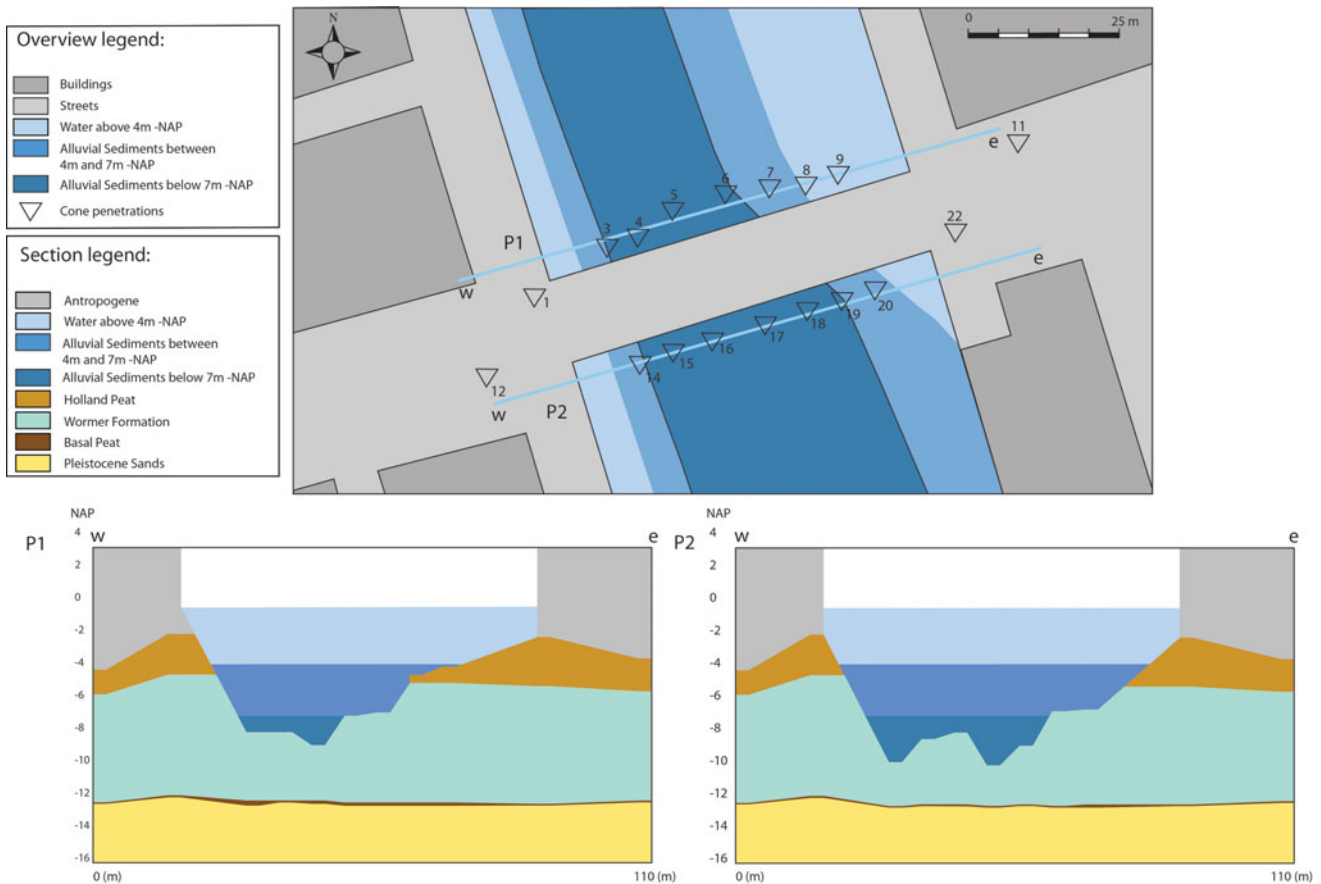 Overview legend:
Buildings
Streets
Water above 4m -NAP
Alluvial Sediments between
4m and 7m -NAP
Alluvial Sediments below 7m -NAP
Cone penetrations
Section legend:
Antropogene
Water above 4m -NAP
Alluvial Sediments between
4m and 7m -NAP
Alluvial Sediments below 7m -NAP
Holland Peat
Wormer Formation
Basal Peat
Pleistocene Sands
N
0
25 m
11
e
9
8
7
6
5
4
3
P1
w
1
22
e
20
19
18
17
16
15
14
12
w
P2
P1
NAP
w
e
4
2
0
-2
-4
-6
-8
-10
-12
-14
-16
0 (m)
110 (m)
P2
NAP
w
e
4
2
0
-2
-4
-6
-8
-10
-12
-14
-16
0 (m)
110 (m)